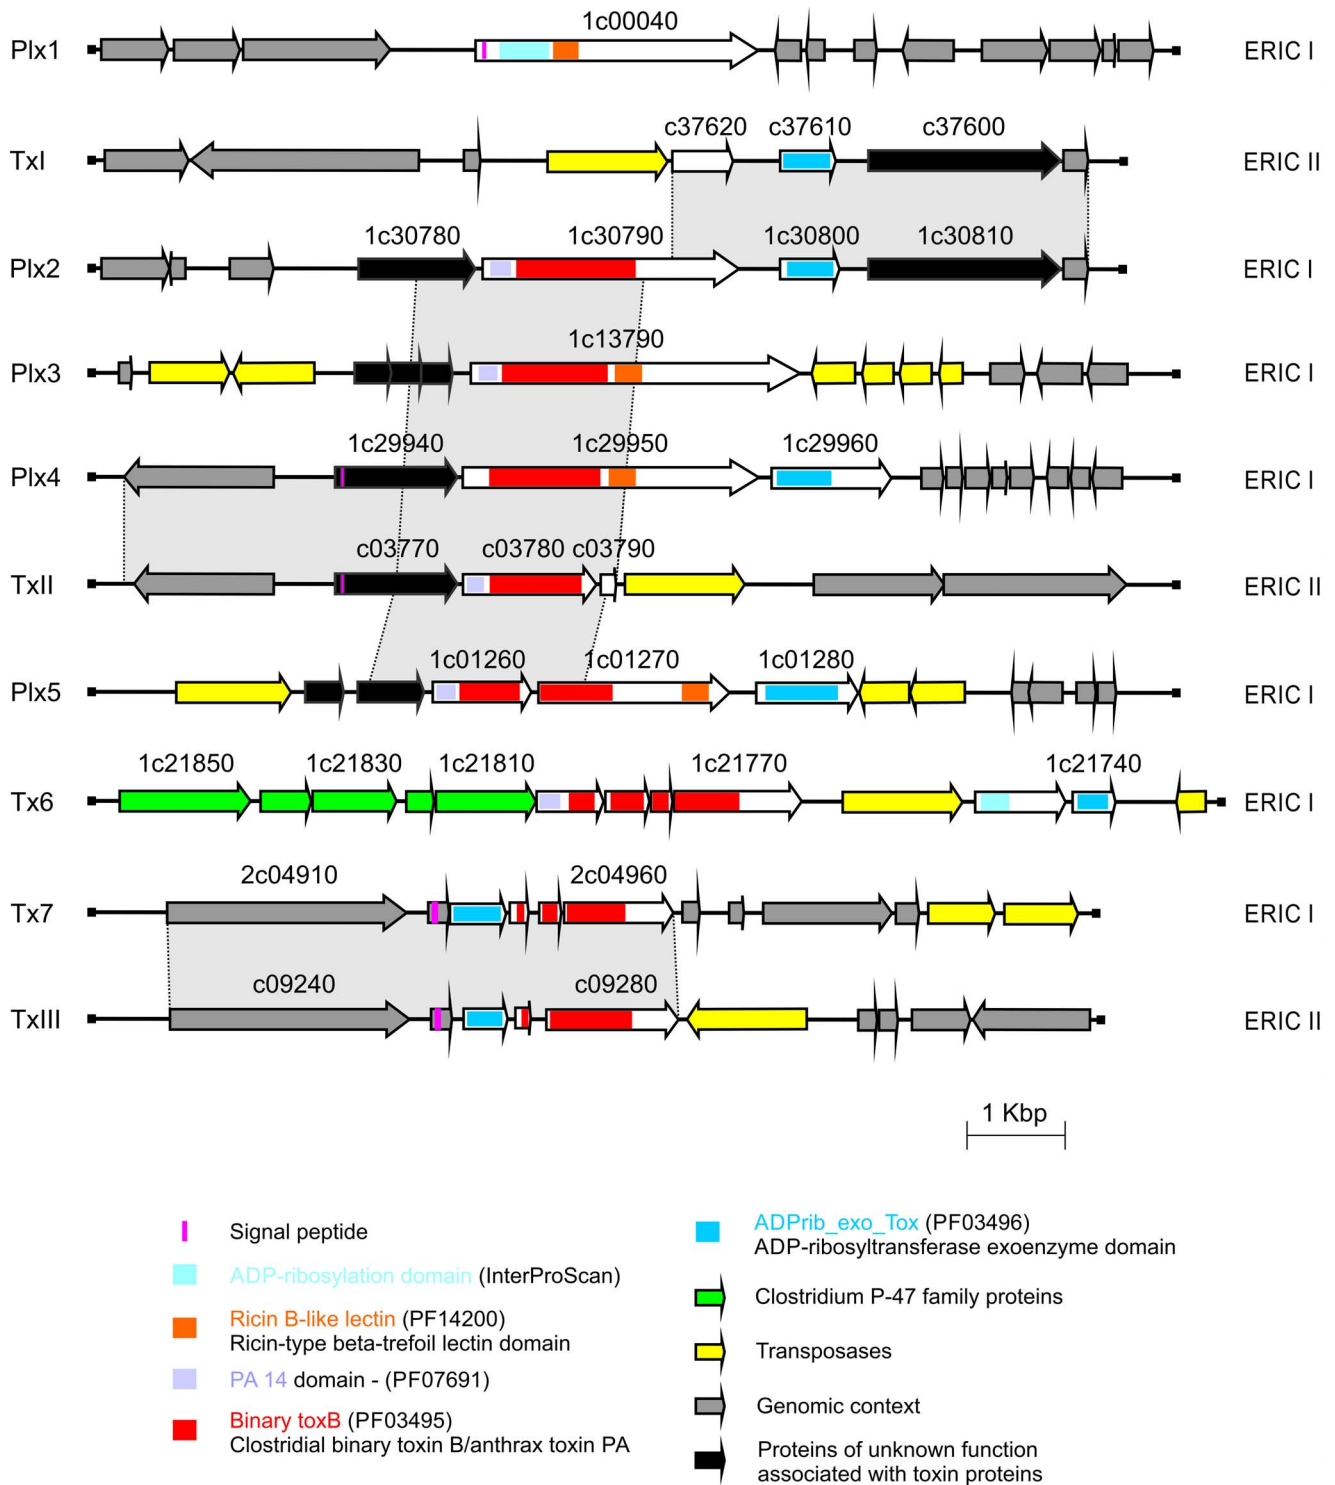 1c00040
Plx1 ERIC I
c37620 c37610 c37600
TxI ERIC II
1c30780 1c30790 1c30800 1c30810
Plx2 ERIC I
1c13790
Plx3 ERIC I
1c29940 1c29950 1c29960
Plx4 ERIC I
c03770 c03780 c03790
TxII ERIC II
1c01260 1c01270 1c01280
Plx5 ERIC I
1c21850 1c21830 1c21810 1c21770 1c21740
Tx6 ERIC I
2c04910 2c04960
Tx7 ERIC I
c09240 c09280
TxIII ERIC II
1 Kbp
Signal peptide
ADP-ribosylation domain (InterProScan)
Ricin B-like lectin (PF14200)
Ricin-type beta-trefoil lectin domain
PA 14 domain - (PF07691)
Binary toxB (PF03495)
Clostridial binary toxin B/anthrax toxin PA
ADPrib_exo_Tox (PF03496)
ADP-ribosyltransferase exoenzyme domain
Clostridium P-47 family proteins
Transposases
Genomic context
Proteins of unknown function
associated with toxin proteins